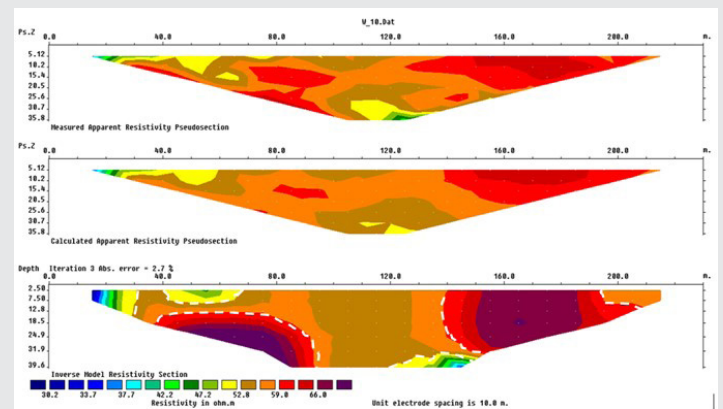 V_10.Dat
Ps.Z 0.0 40.0 80.0 120.0 160.0 200.0 m.
5.12
10.2
15.4
20.5
25.6
30.7
35.8
Measured Apparent Resistivity Pseudosection
Ps.Z 0.0 40.0 80.0 120.0 160.0 200.0 m.
5.12
10.2
15.4
20.5
25.6
30.7
35.8
Calculated Apparent Resistivity Pseudosection
Depth Iteration 3 Abs. error = 2.7 %
0.0 40.0 80.0 120.0 160.0 200.0 m.
2.50
7.50
12.8
18.5
24.9
31.9
39.6
Inverse Model Resistivity Section
30.2 33.7 37.7 42.2 47.2 52.8 59.0 66.0
Resistivity in ohm.m Unit electrode spacing is 10.0 m.